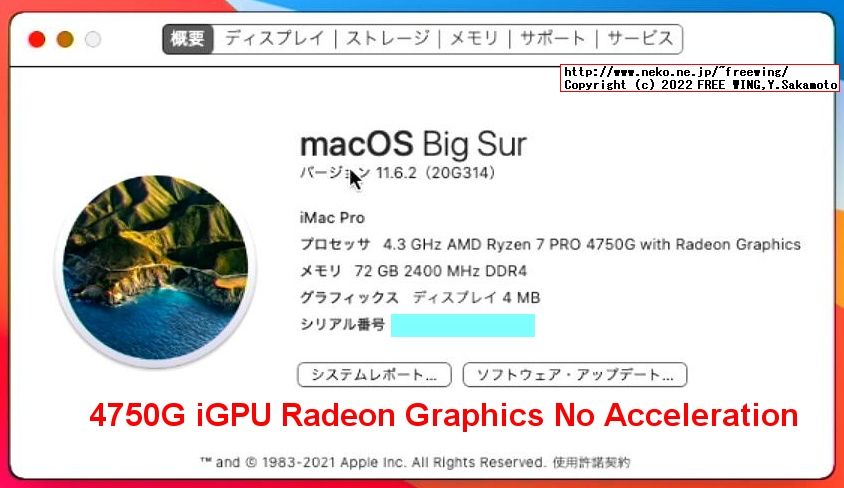 概要 ディスプレイ | ストレージ | メモリ | サポート | サービス
http://www.neko.ne.jp/~freewing/
Copyright (c) 2022 FREE WING,Y.Sakamoto
macOS Big Sur
バージョン 11.6.2（20G314）
iMac Pro
プロセッサ 4.3 GHz AMD Ryzen 7 PRO 4750G with Radeon Graphics
メモリ 72 GB 2400 MHz DDR4
グラフィックス ディスプレイ 4 MB
シリアル番号
システムレポート... ソフトウェア・アップデート...
4750G iGPU Radeon Graphics No Acceleration
™ and © 1983-2021 Apple Inc. All Rights Reserved. 使用許諾契約